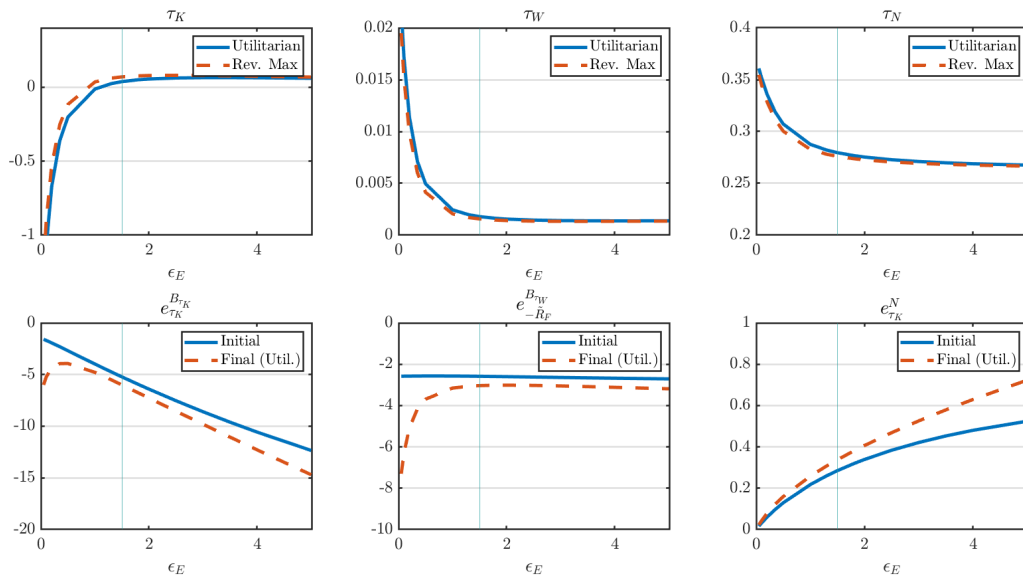 τ_K
0
-0.5
-1
0 2 4
ϵ_E
Utilitarian
Rev. Max
τ_W
0.02
0.015
0.01
0.005
0
0 2 4
ϵ_E
Utilitarian
Rev. Max
τ_N
0.4
0.35
0.3
0.25
0.2
0 2 4
ϵ_E
Utilitarian
Rev. Max
e_{τ_K}^{B_{τ_K}}
0
-5
-10
-15
-20
0 2 4
ϵ_E
Initial
Final (Util.)
e_{-R̃_F}^{B_{τ_W}}
0
-2
-4
-6
-8
-10
0 2 4
ϵ_E
Initial
Final (Util.)
e_{τ_K}^{N}
1
0.8
0.6
0.4
0.2
0
0 2 4
ϵ_E
Initial
Final (Util.)